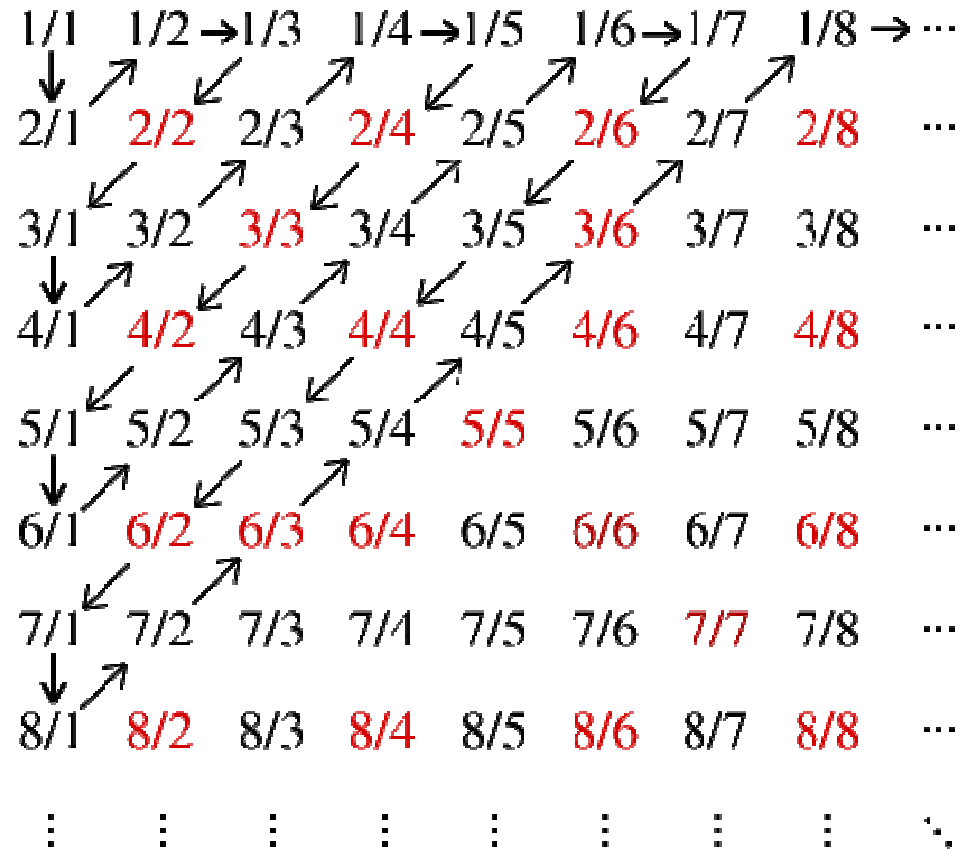 1/1 1/2 →1/3 1/4 →1/5 1/6 →1/7 1/8 → ···
2/1 2/2 2/3 2/4 2/5 2/6 2/7 2/8 ···
3/1 3/2 3/3 3/4 3/5 3/6 3/7 3/8 ···
4/1 4/2 4/3 4/4 4/5 4/6 4/7 4/8 ···
5/1 5/2 5/3 5/4 5/5 5/6 5/7 5/8 ···
6/1 6/2 6/3 6/4 6/5 6/6 6/7 6/8 ···
7/1 7/2 7/3 7/4 7/5 7/6 7/7 7/8 ···
8/1 8/2 8/3 8/4 8/5 8/6 8/7 8/8 ···
⋮ ⋮ ⋮ ⋮ ⋮ ⋮ ⋮ ⋮ ⋱